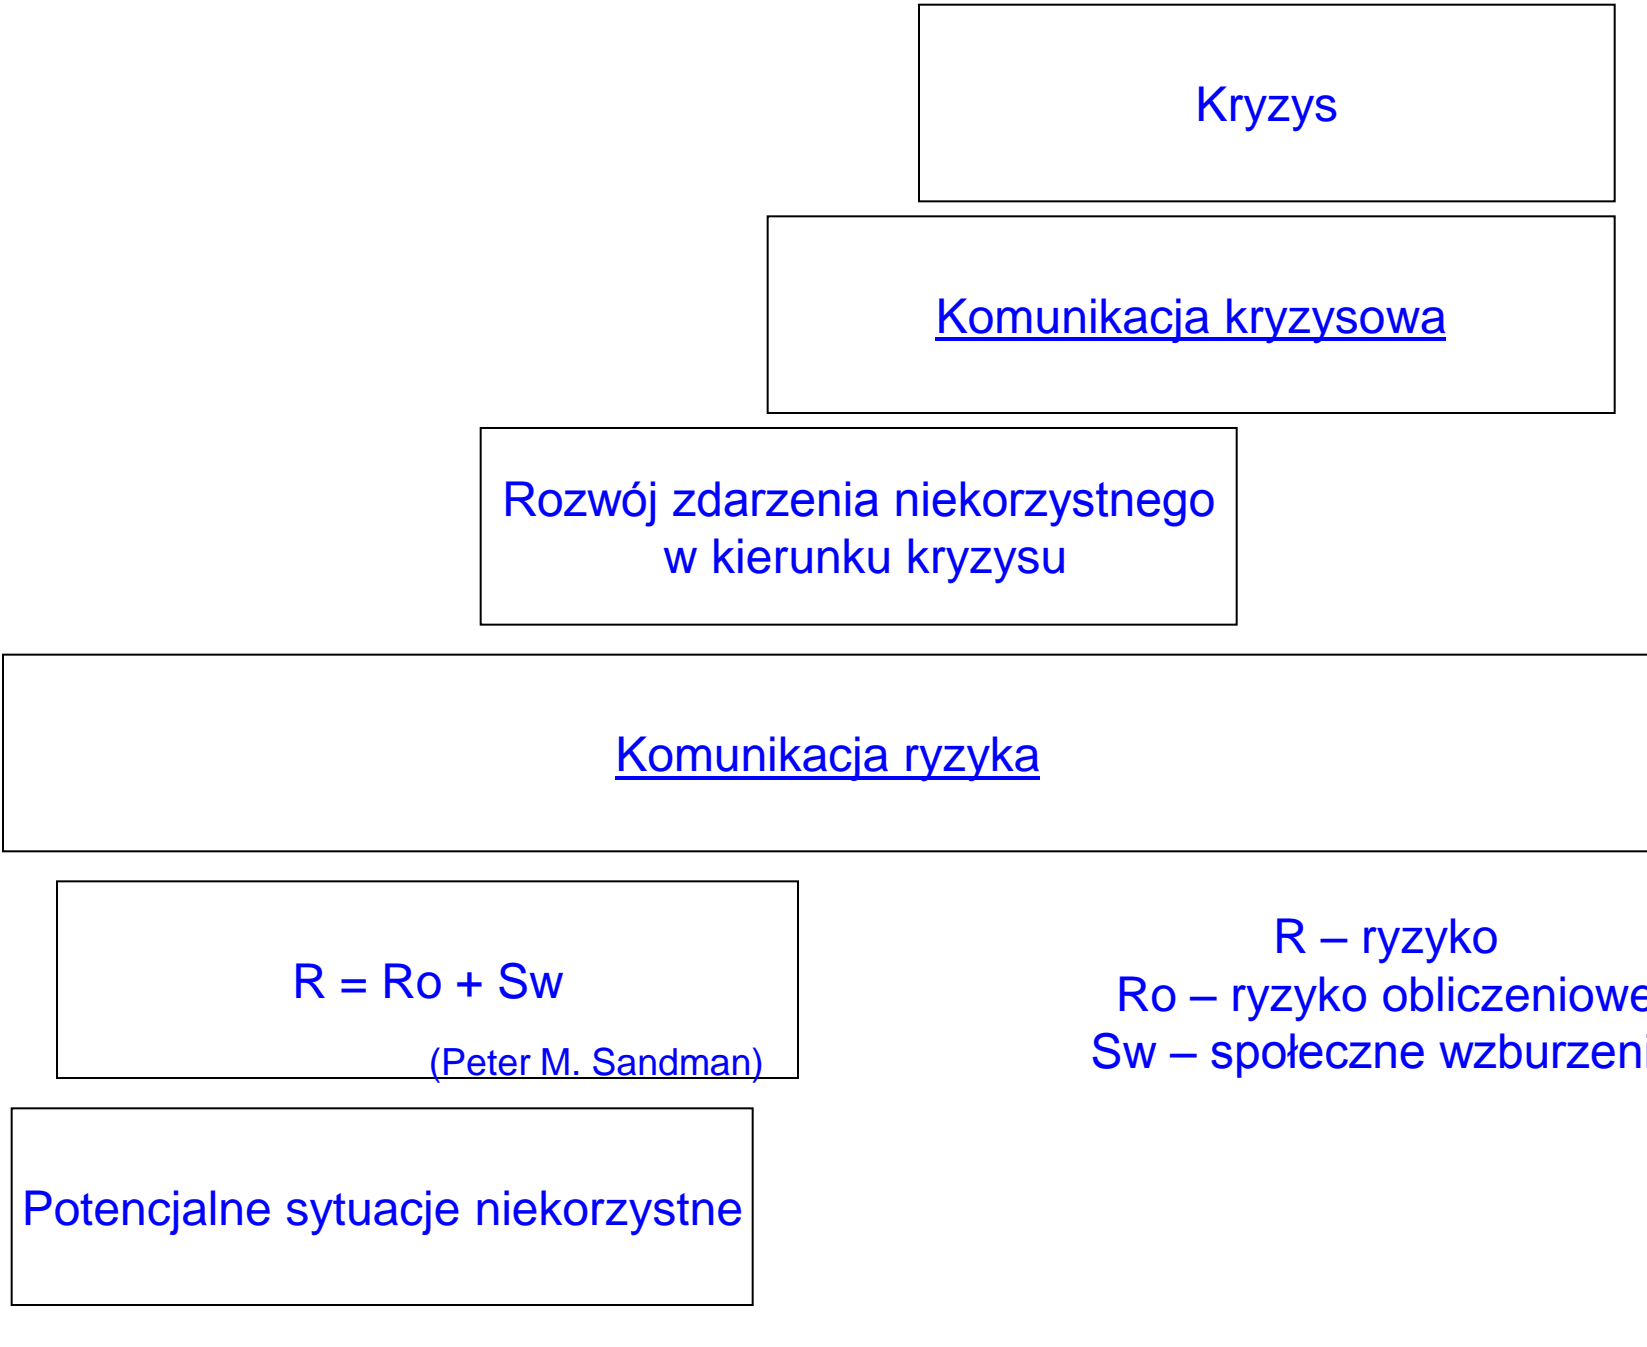 Kryzys
Komunikacja kryzysowa
Rozwój zdarzenia niekorzystnego
w kierunku kryzysu
Komunikacja ryzyka
R = Ro + Sw
(Peter M. Sandman)
R – ryzyko
Ro – ryzyko obliczeniowe
Sw – społeczne wzburzeni
Potencjalne sytuacje niekorzystne